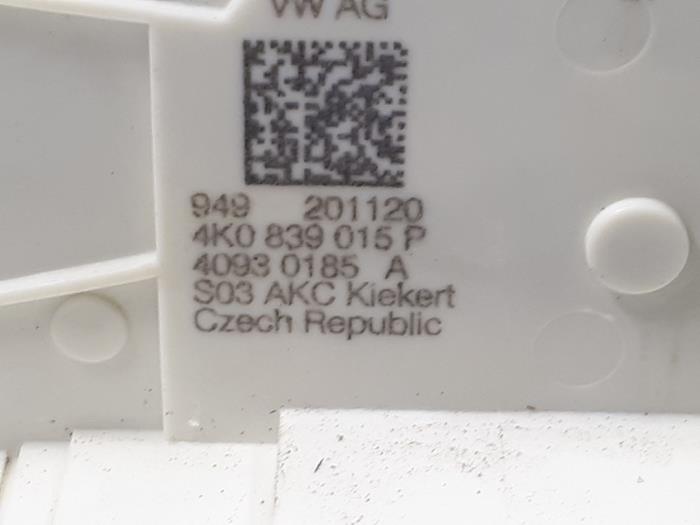 VW AG
949 201120
4K0 839 015 P
4093 0185 A
S03 AKC Kiekert
Czech Republic